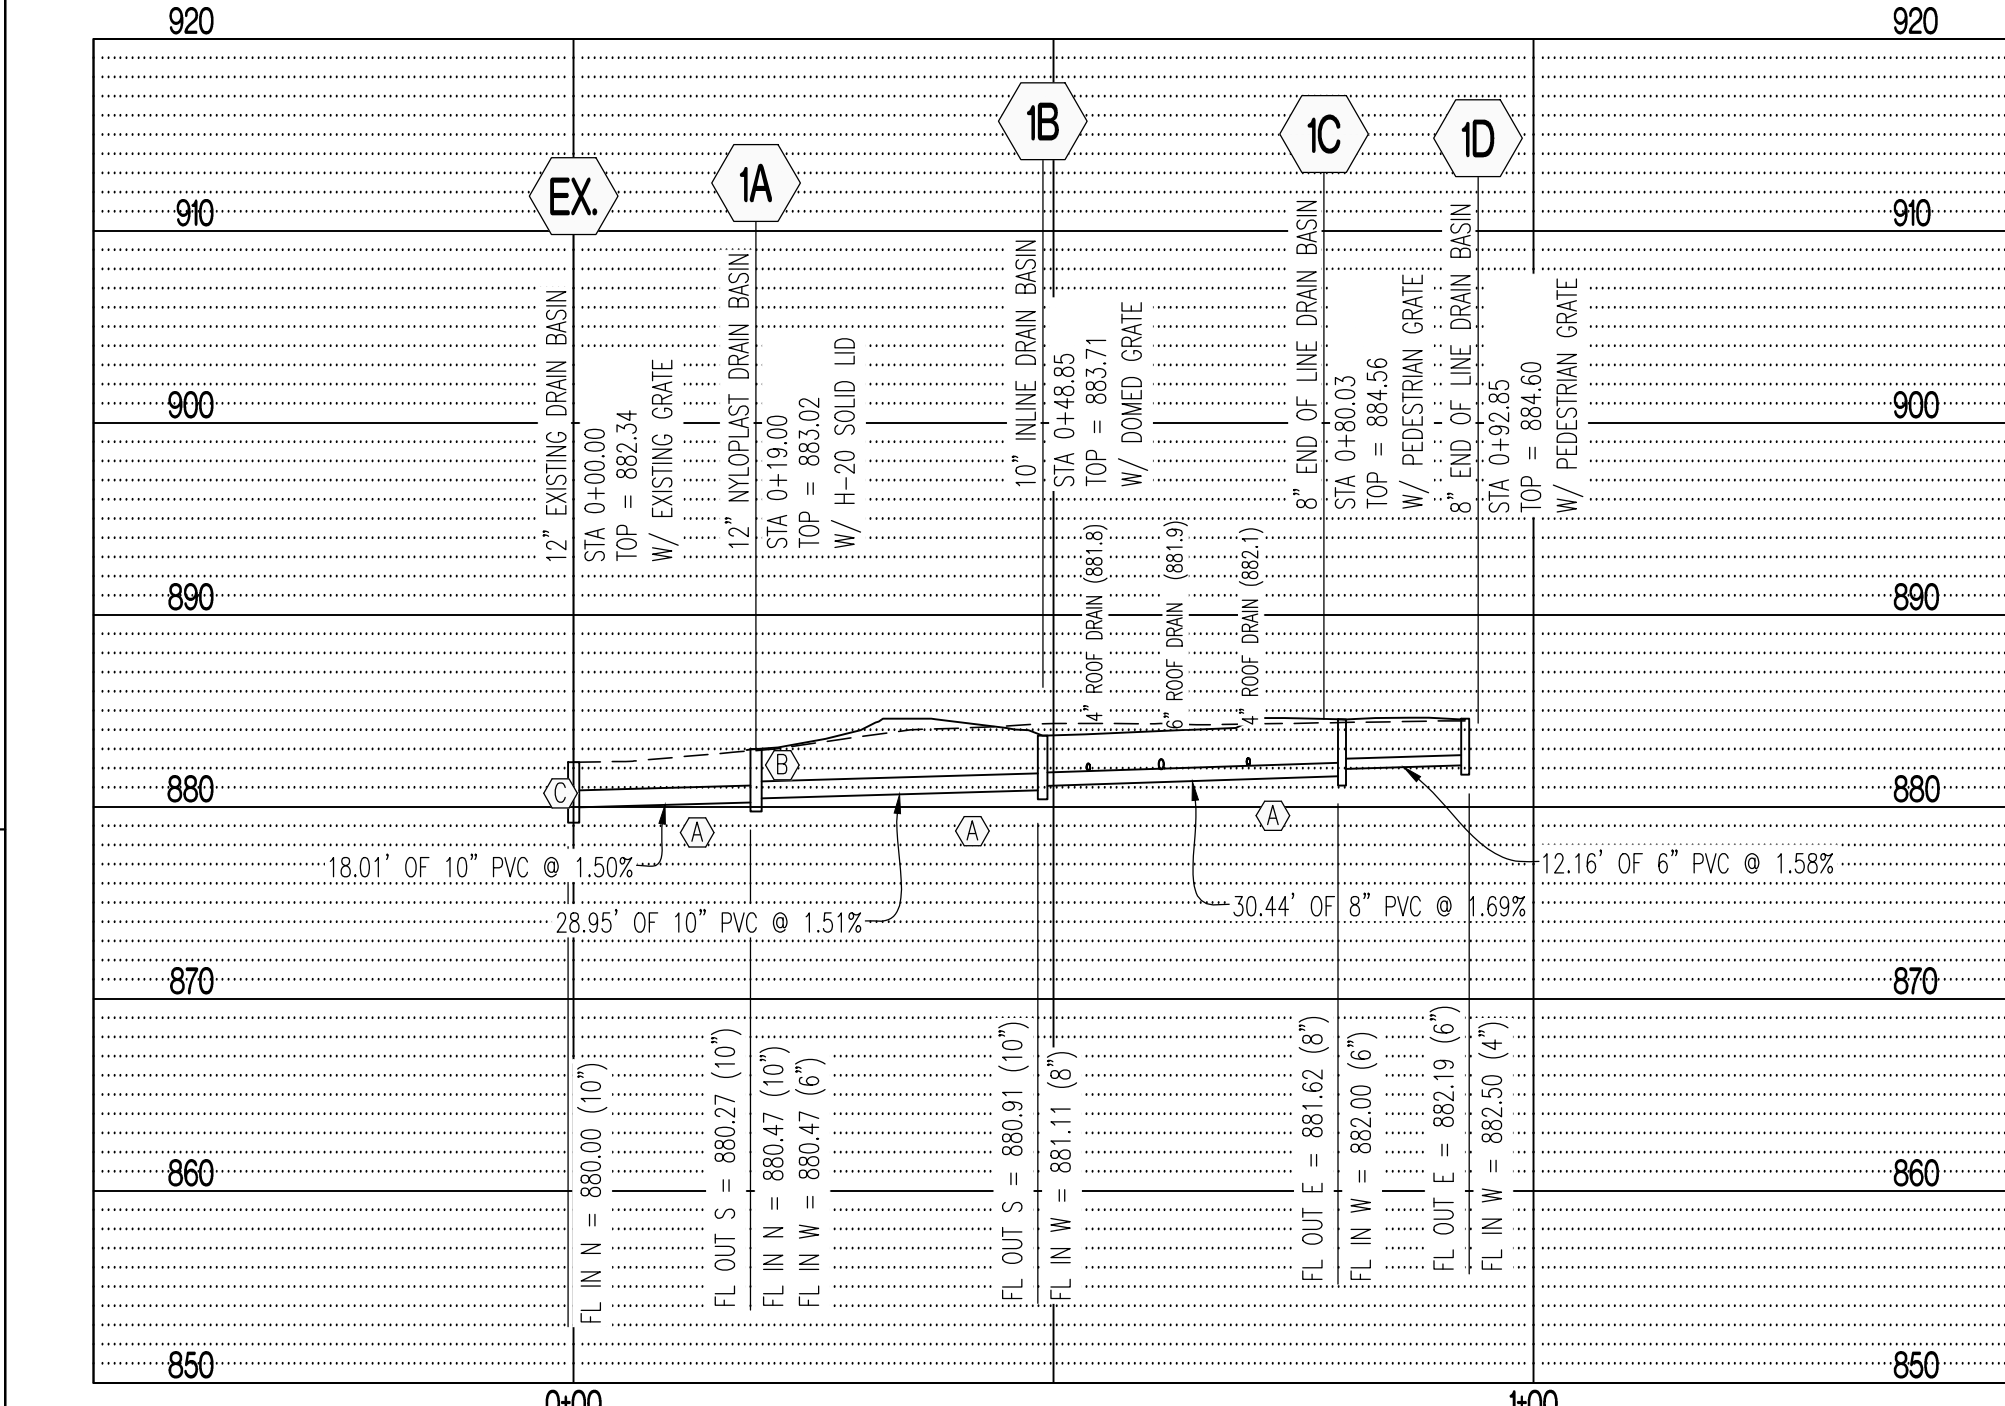 920
920
EX.
1A
1B
1C
1D
910
910
12” EXISTING DRAIN BASIN
STA 0+00.00
TOP = 882.34
W/ EXISTING GRATE
12” NYLOPLAST DRAIN BASIN
STA 0+19.00
TOP = 883.02
W/ H-20 SOLID LID
10” INLINE DRAIN BASIN
STA 0+48.85
TOP = 883.71
W/ DOMED GRATE
8” END OF LINE DRAIN BASIN
STA 0+80.03
TOP = 884.56
W/ PEDESTRIAN GRATE
8” END OF LINE DRAIN BASIN
STA 0+92.85
TOP = 884.60
W/ PEDESTRIAN GRATE
900
900
4” ROOF DRAIN (881.8)
6” ROOF DRAIN (881.9)
4” ROOF DRAIN (882.1)
890
890
880
880
C
B
A
A
A
18.01’ OF 10” PVC @ 1.50%
28.95’ OF 10” PVC @ 1.51%
30.44’ OF 8” PVC @ 1.69%
12.16’ OF 6” PVC @ 1.58%
870
870
FL IN N = 880.00 (10”)
FL OUT S = 880.27 (10”)
FL IN N = 880.47 (10”)
FL IN W = 880.47 (6”)
FL OUT S = 880.91 (10”)
FL IN W = 881.11 (8”)
FL OUT E = 881.62 (8”)
FL IN W = 882.00 (6”)
FL OUT E = 882.19 (6”)
FL IN W = 882.50 (4”)
860
860
850
850
0+00
1+00